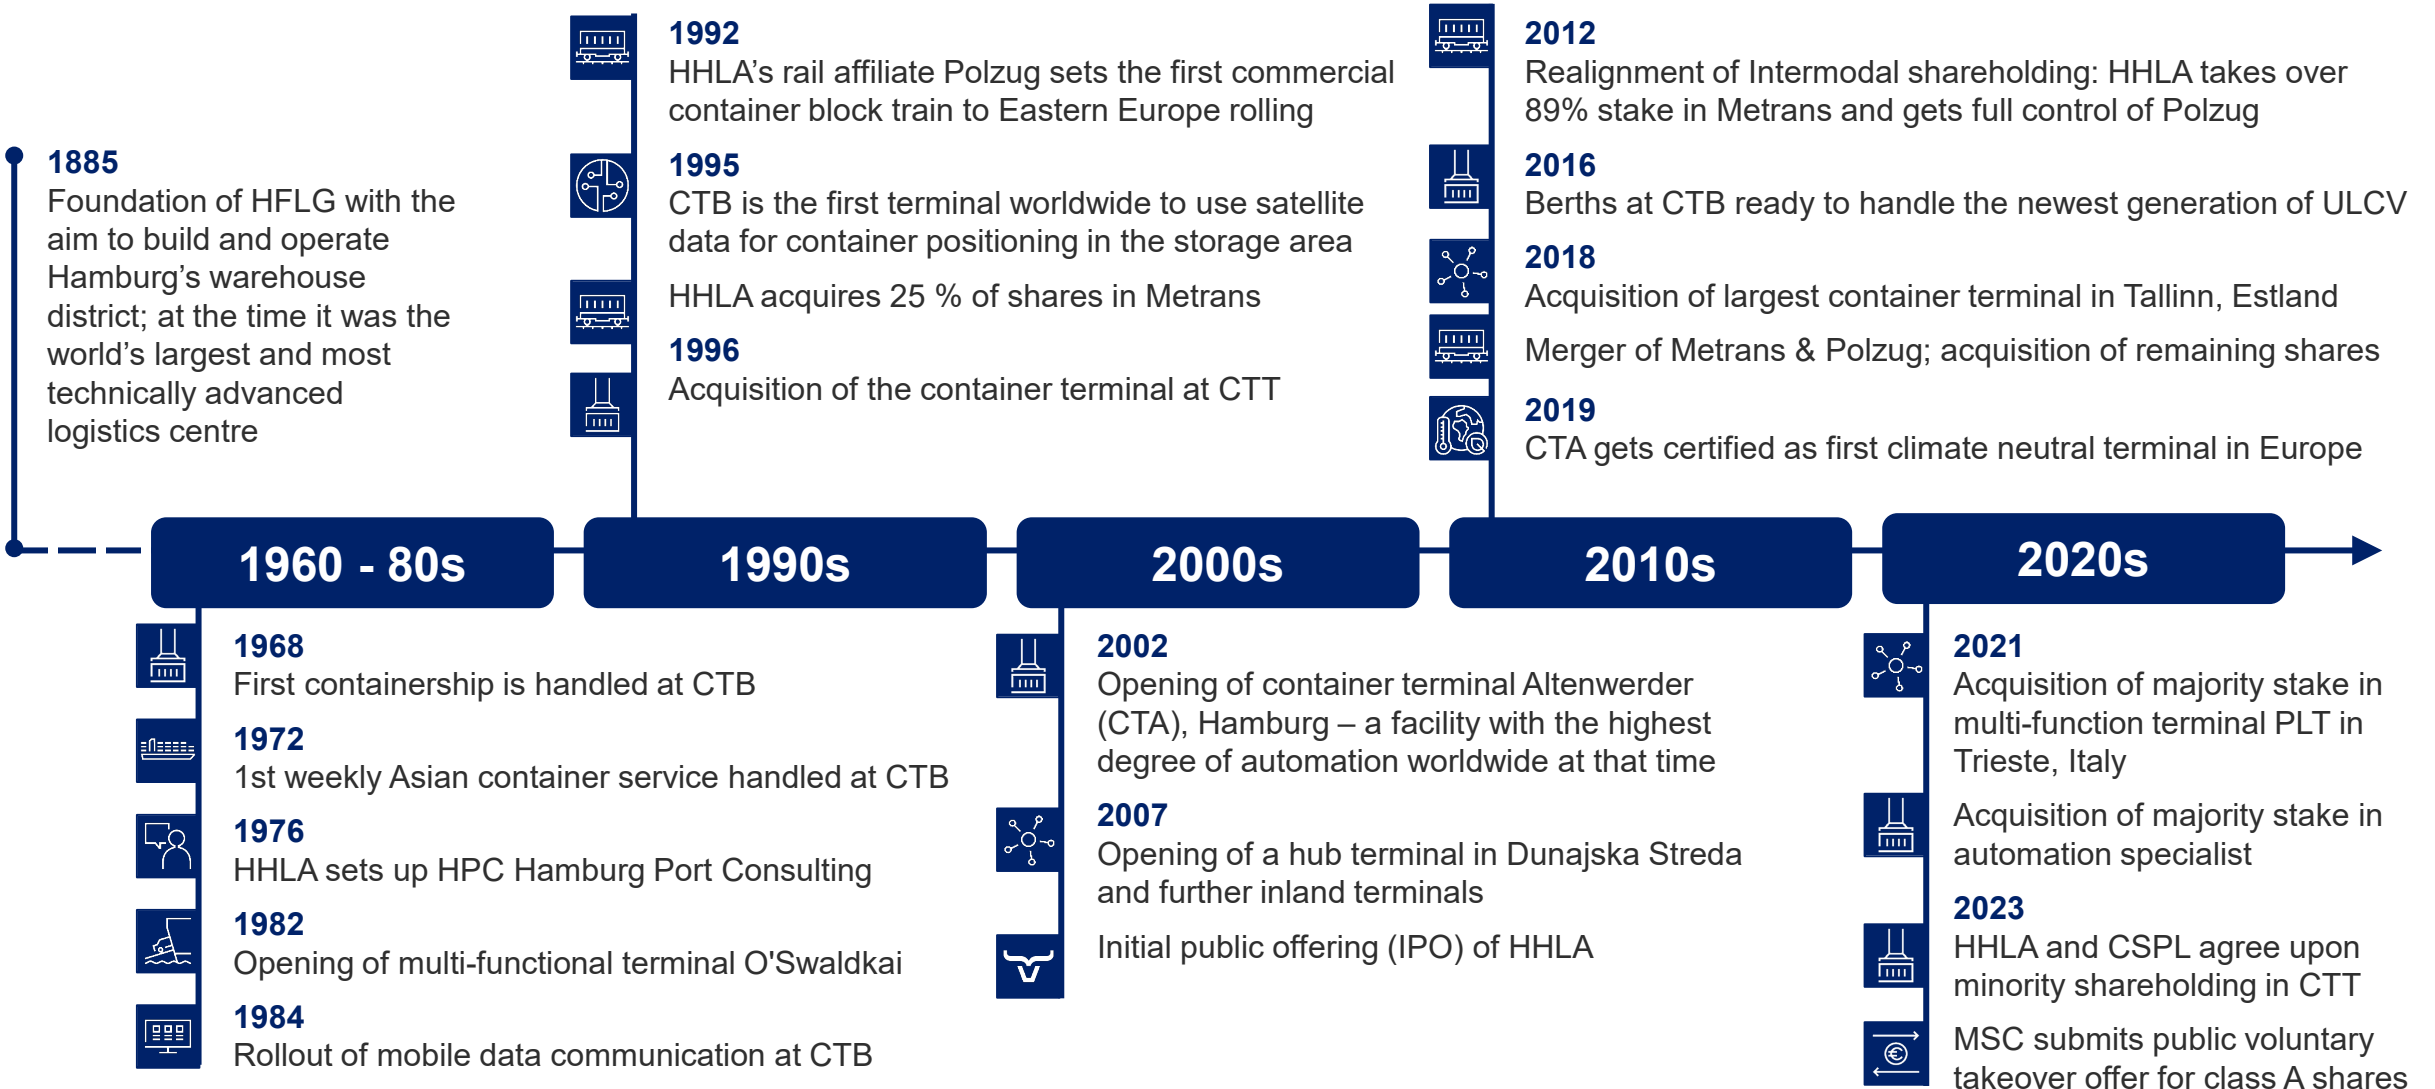 1885
Foundation of HFLG with the
aim to build and operate
Hamburg’s warehouse
district; at the time it was the
world’s largest and most
technically advanced
logistics centre
1992
HHLA’s rail affiliate Polzug sets the first commercial
container block train to Eastern Europe rolling
1995
CTB is the first terminal worldwide to use satellite
data for container positioning in the storage area
HHLA acquires 25 % of shares in Metrans
1996
Acquisition of the container terminal at CTT
2012
Realignment of Intermodal shareholding: HHLA takes over
89% stake in Metrans and gets full control of Polzug
2016
Berths at CTB ready to handle the newest generation of ULCV
2018
Acquisition of largest container terminal in Tallinn, Estland
Merger of Metrans & Polzug; acquisition of remaining shares
2019
CTA gets certified as first climate neutral terminal in Europe
1960 - 80s
1990s
2000s
2010s
2020s
1968
First containership is handled at CTB
1972
1st weekly Asian container service handled at CTB
1976
HHLA sets up HPC Hamburg Port Consulting
1982
Opening of multi-functional terminal O'Swaldkai
1984
Rollout of mobile data communication at CTB
2002
Opening of container terminal Altenwerder
(CTA), Hamburg – a facility with the highest
degree of automation worldwide at that time
2007
Opening of a hub terminal in Dunajska Streda
and further inland terminals
Initial public offering (IPO) of HHLA
2021
Acquisition of majority stake in
multi-function terminal PLT in
Trieste, Italy
Acquisition of majority stake in
automation specialist
2023
HHLA and CSPL agree upon
minority shareholding in CTT
MSC submits public voluntary
takeover offer for class A shares